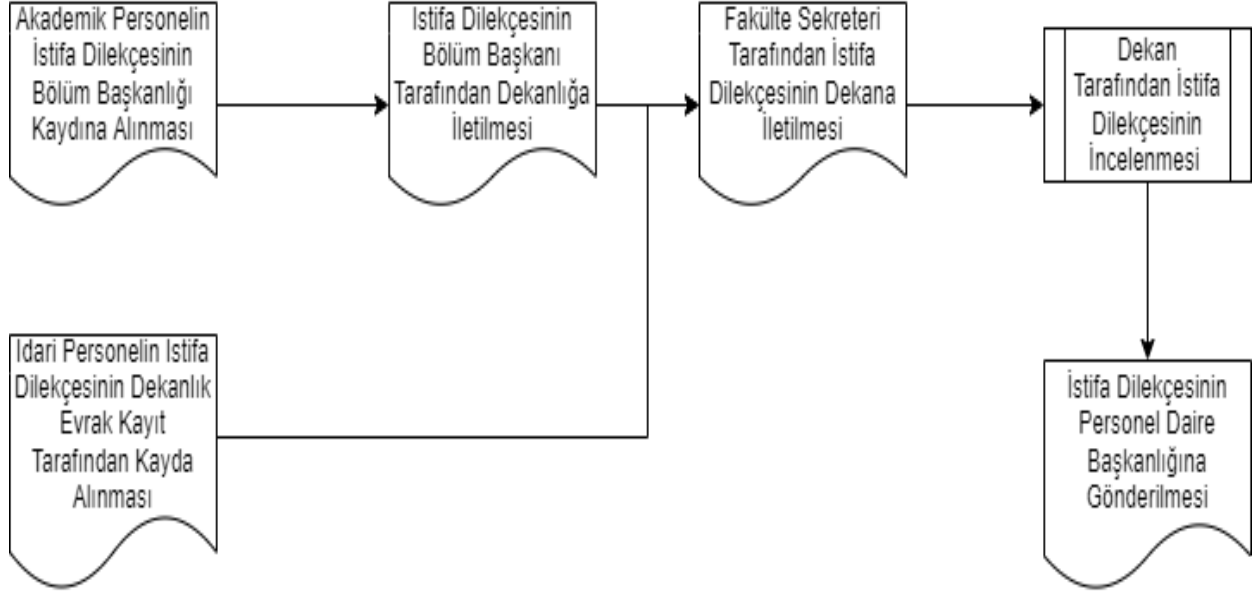 Akademik Personelin
İstifa Dilekçesinin
Bölüm Başkanlığı
Kaydına Alınması
Istifa Dilekçesinin
Bölüm Başkanı
Tarafından Dekanlığa
İletilmesi
Fakülte Sekreteri
Tarafından İstifa
Dilekçesinin Dekana
İletilmesi
Dekan
Tarafından İstifa
Dilekçesinin
İncelenmesi
Idari Personelin Istifa
Dilekçesinin Dekanlık
Evrak Kayıt
Tarafından Kayda
Alınması
İstifa Dilekçesinin
Personel Daire
Başkanlığına
Gönderilmesi